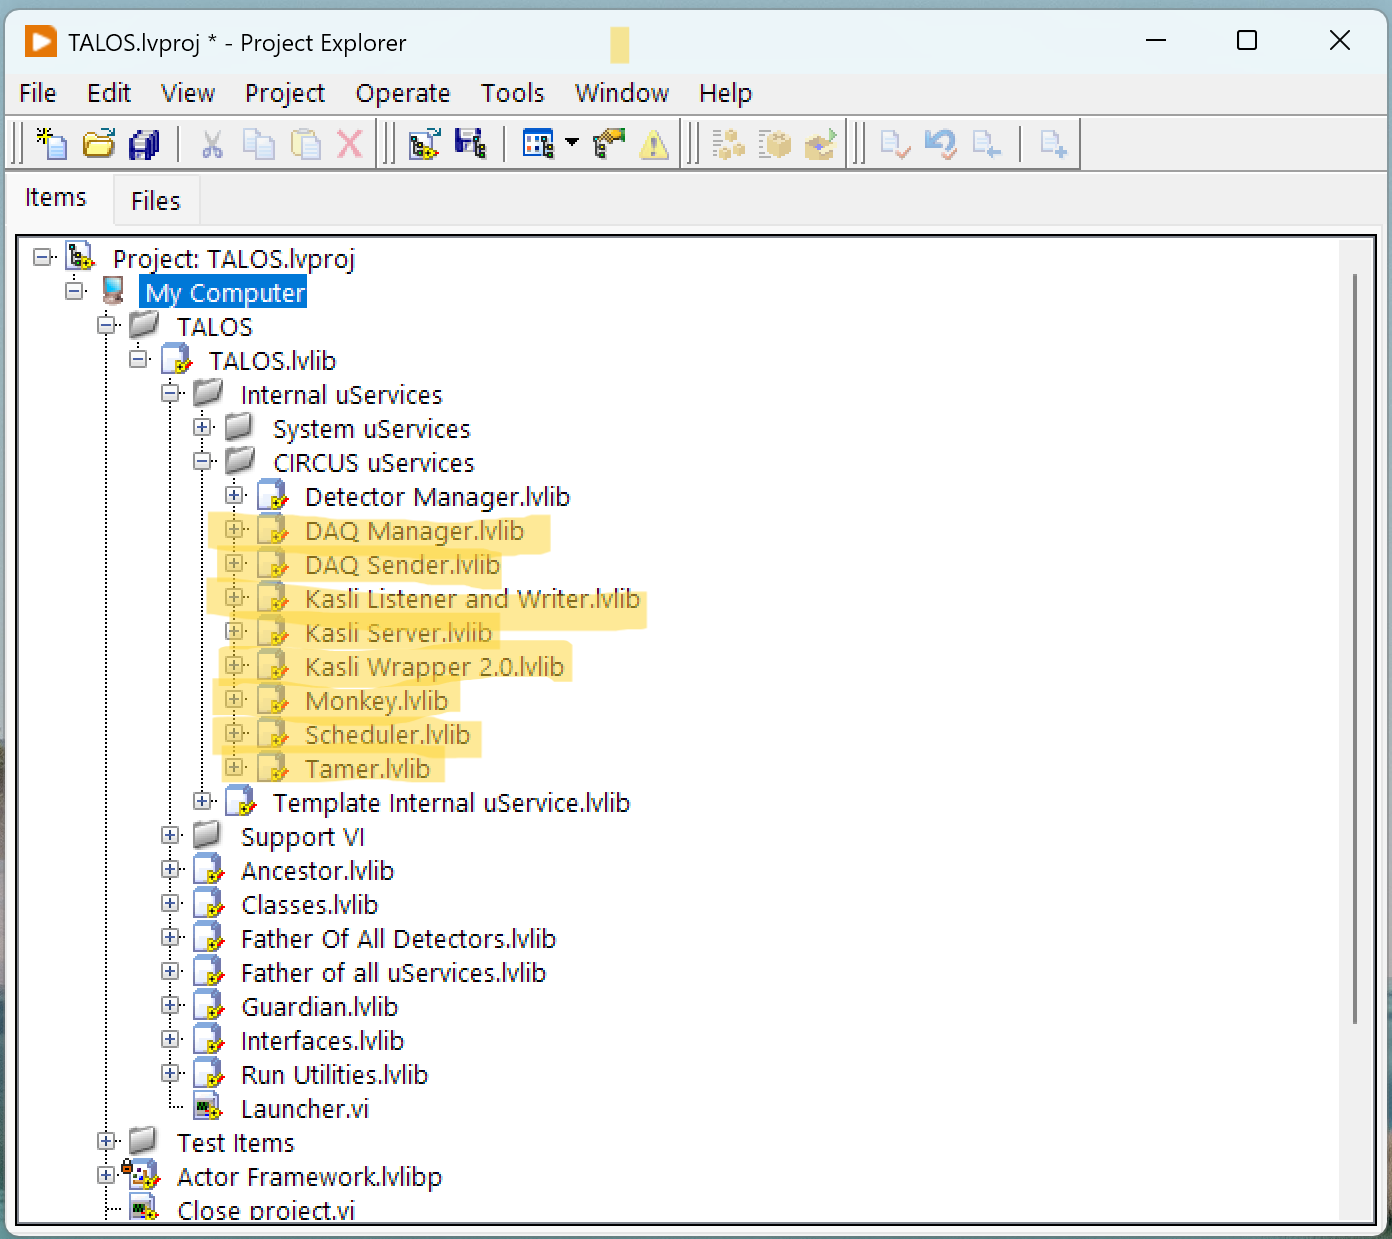 TALOS.lvproj * - Project Explorer
File Edit View Project Operate Tools Window Help
Items Files
Project: TALOS.lvproj
My Computer
TALOS
TALOS.lvlib
Internal uServices
System uServices
CIRCUS uServices
Detector Manager.lvlib
DAQ Manager.lvlib
DAQ Sender.lvlib
Kasli Listener and Writer.lvlib
Kasli Server.lvlib
Kasli Wrapper 2.0.lvlib
Monkey.lvlib
Scheduler.lvlib
Tamer.lvlib
Template Internal uService.lvlib
Support VI
Ancestor.lvlib
Classes.lvlib
Father Of All Detectors.lvlib
Father of all uServices.lvlib
Guardian.lvlib
Interfaces.lvlib
Run Utilities.lvlib
Launcher.vi
Test Items
Actor Framework.lvlibp
Close project.vi